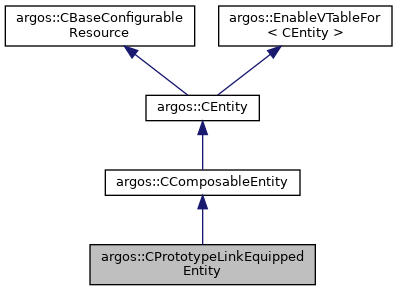 argos::CBaseConfigurable
Resource
argos::EnableVTableFor
< CEntity >
argos::CEntity
argos::CComposableEntity
argos::CPrototypeLinkEquipped
Entity